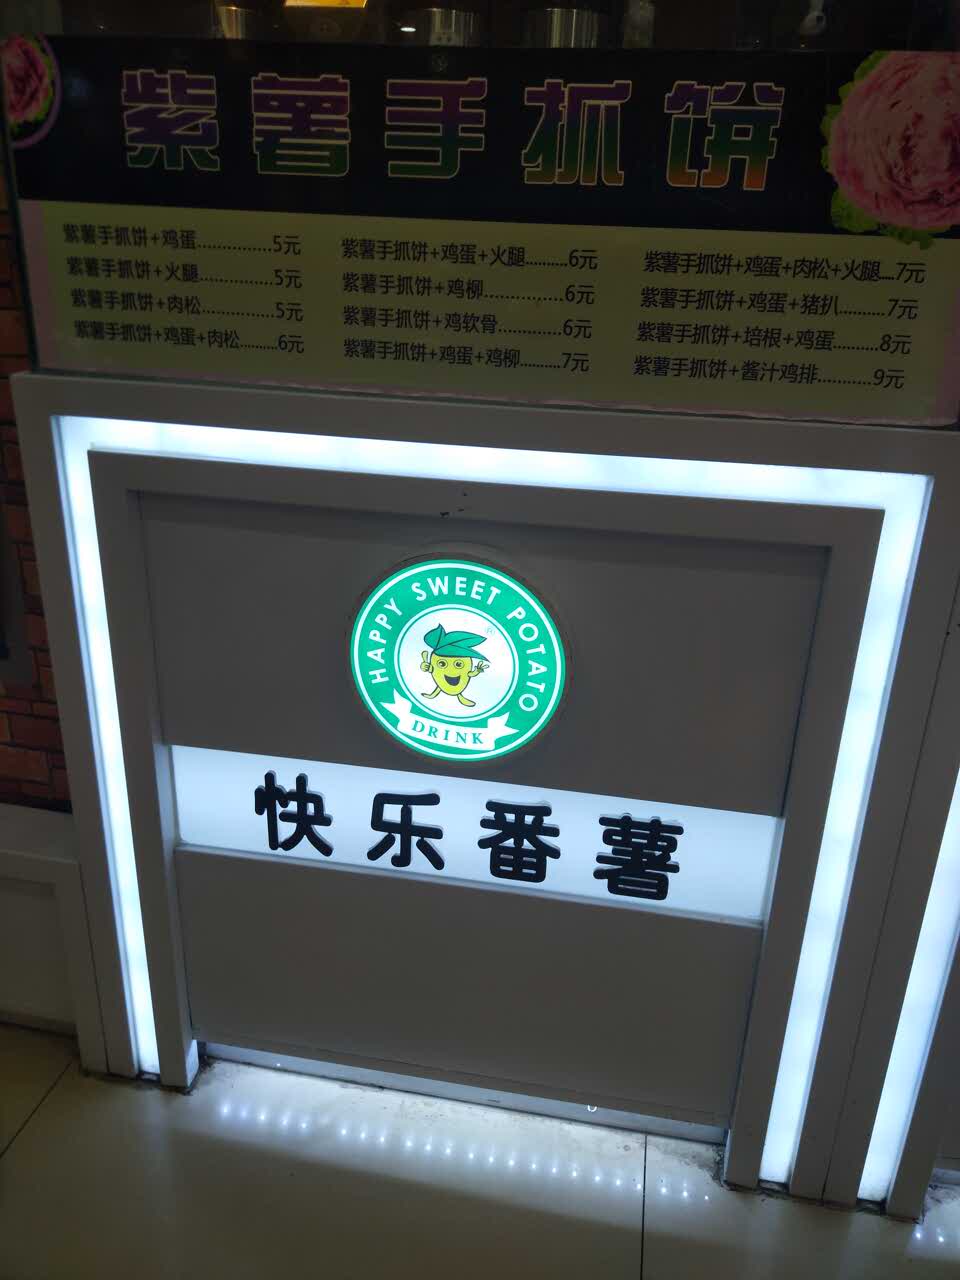 紫薯手抓饼
紫薯手抓饼+鸡蛋...............5元
紫薯手抓饼+火腿...............5元
紫薯手抓饼+肉松...............5元
紫薯手抓饼+鸡蛋+肉松..........6元
紫薯手抓饼+鸡蛋+火腿..........6元
紫薯手抓饼+鸡柳...............6元
紫薯手抓饼+鸡软骨.............6元
紫薯手抓饼+鸡蛋+鸡柳..........7元
紫薯手抓饼+鸡蛋+肉松+火腿....7元
紫薯手抓饼+鸡蛋+猪扒...........7元
紫薯手抓饼+培根+鸡蛋...........8元
紫薯手抓饼+酱汁鸡排............9元
HAPPY SWEET POTATO
DRINK
快乐番薯